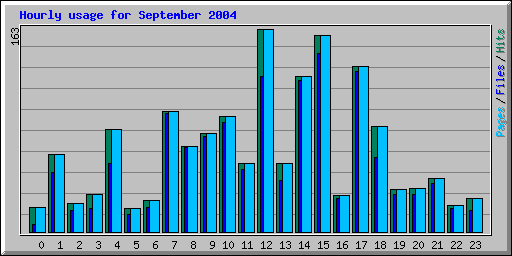 Hourly usage for September 2004
163
Pages/Files/Hits
0 1 2 3 4 5 6 7 8 9 10 11 12 13 14 15 16 17 18 19 20 21 22 23